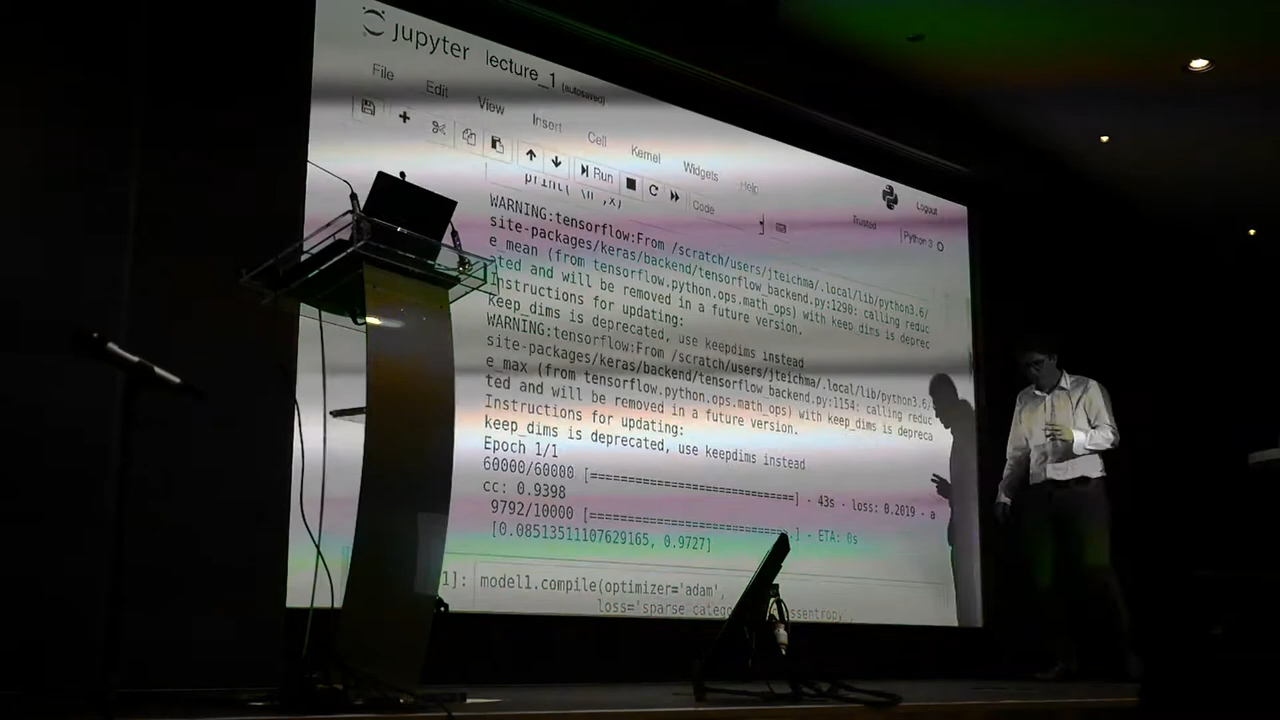 jupyter lecture_1 (autosaved)
File Edit View Insert Cell Kernel Widgets Help
Run Code Trusted Python 3 Logout
print( \n ,x)
WARNING:tensorflow:From /scratch/users/jteichma/.local/lib/python3.6/
site-packages/keras/backend/tensorflow_backend.py:1290: calling reduc
e_mean (from tensorflow.python.ops.math_ops) with keep_dims is deprec
ated and will be removed in a future version.
Instructions for updating:
keep_dims is deprecated, use keepdims instead
WARNING:tensorflow:From /scratch/users/jteichma/.local/lib/python3.6/
site-packages/keras/backend/tensorflow_backend.py:1154: calling reduc
e_max (from tensorflow.python.ops.math_ops) with keep_dims is depreca
ted and will be removed in a future version.
Instructions for updating:
keep_dims is deprecated, use keepdims instead
Epoch 1/1
60000/60000 [==============================] - 43s - loss: 0.2019 - a
cc: 0.9398
9792/10000 [============================>.] - ETA: 0s
[0.08513511107629165, 0.9727]
1]: model1.compile(optimizer='adam',
loss='sparse_catego ssentropy',